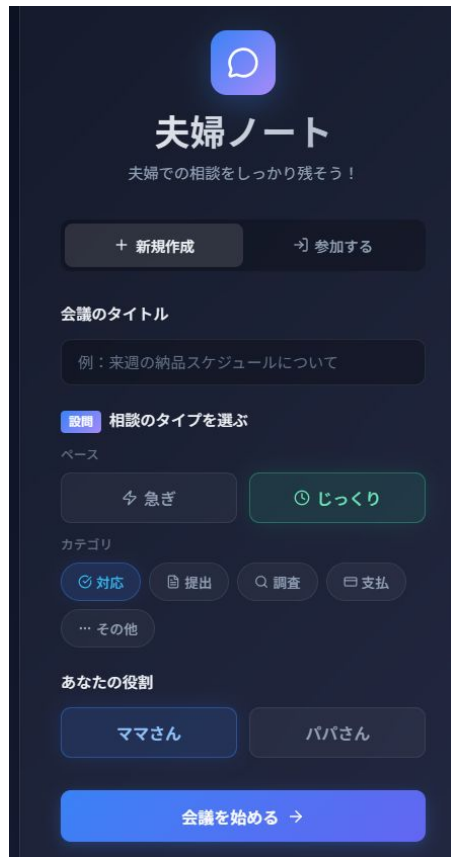 夫婦ノート
夫婦での相談をしっかり残そう！
新規作成 参加する
会議のタイトル
例：来週の納品スケジュールについて
設問 相談のタイプを選ぶ
ペース
急ぎ じっくり
カテゴリ
対応 提出 調査 支払
… その他
あなたの役割
ママさん パパさん
会議を始める →